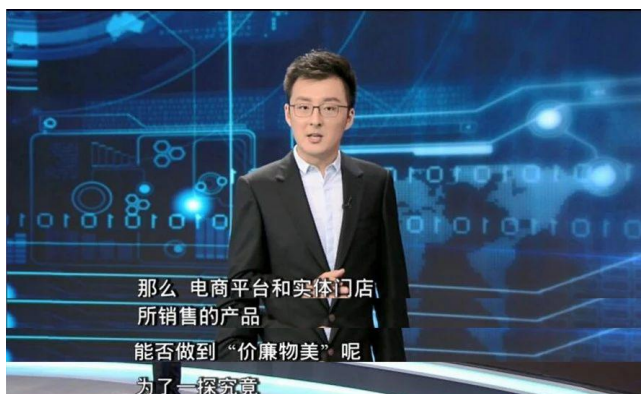 那么 电商平台和实体门店
所销售的产品
能否做到“价廉物美”呢
为了一探究竟